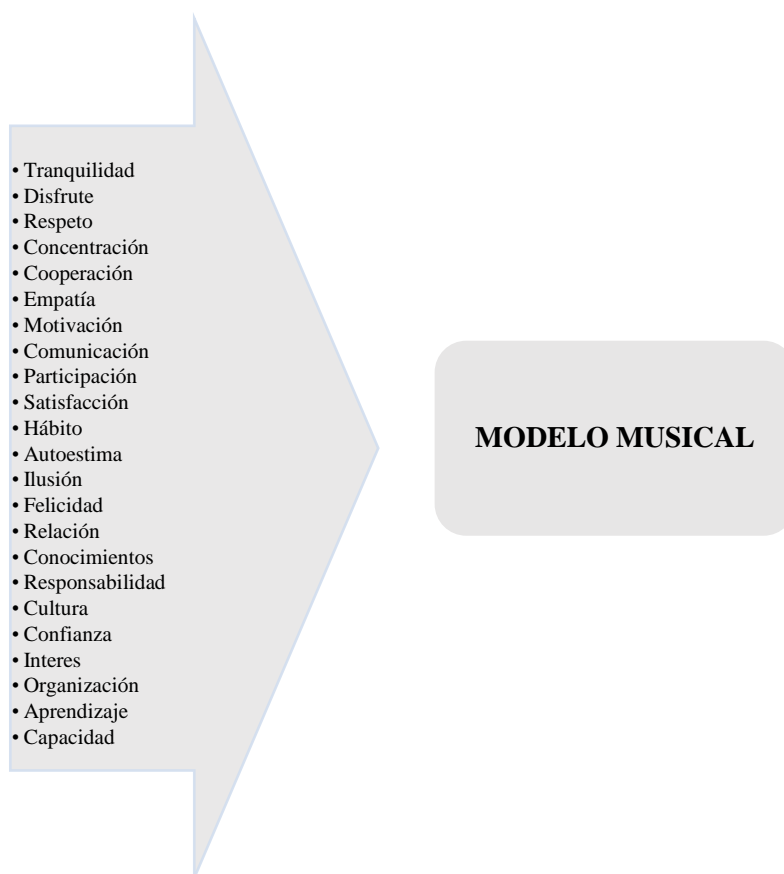 • Tranquilidad
• Disfrute
• Respeto
• Concentración
• Cooperación
• Empatía
• Motivación
• Comunicación
• Participación
• Satisfacción
• Hábito
• Autoestima
• Ilusión
• Felicidad
• Relación
• Conocimientos
• Responsabilidad
• Cultura
• Confianza
• Interes
• Organización
• Aprendizaje
• Capacidad
MODELO MUSICAL